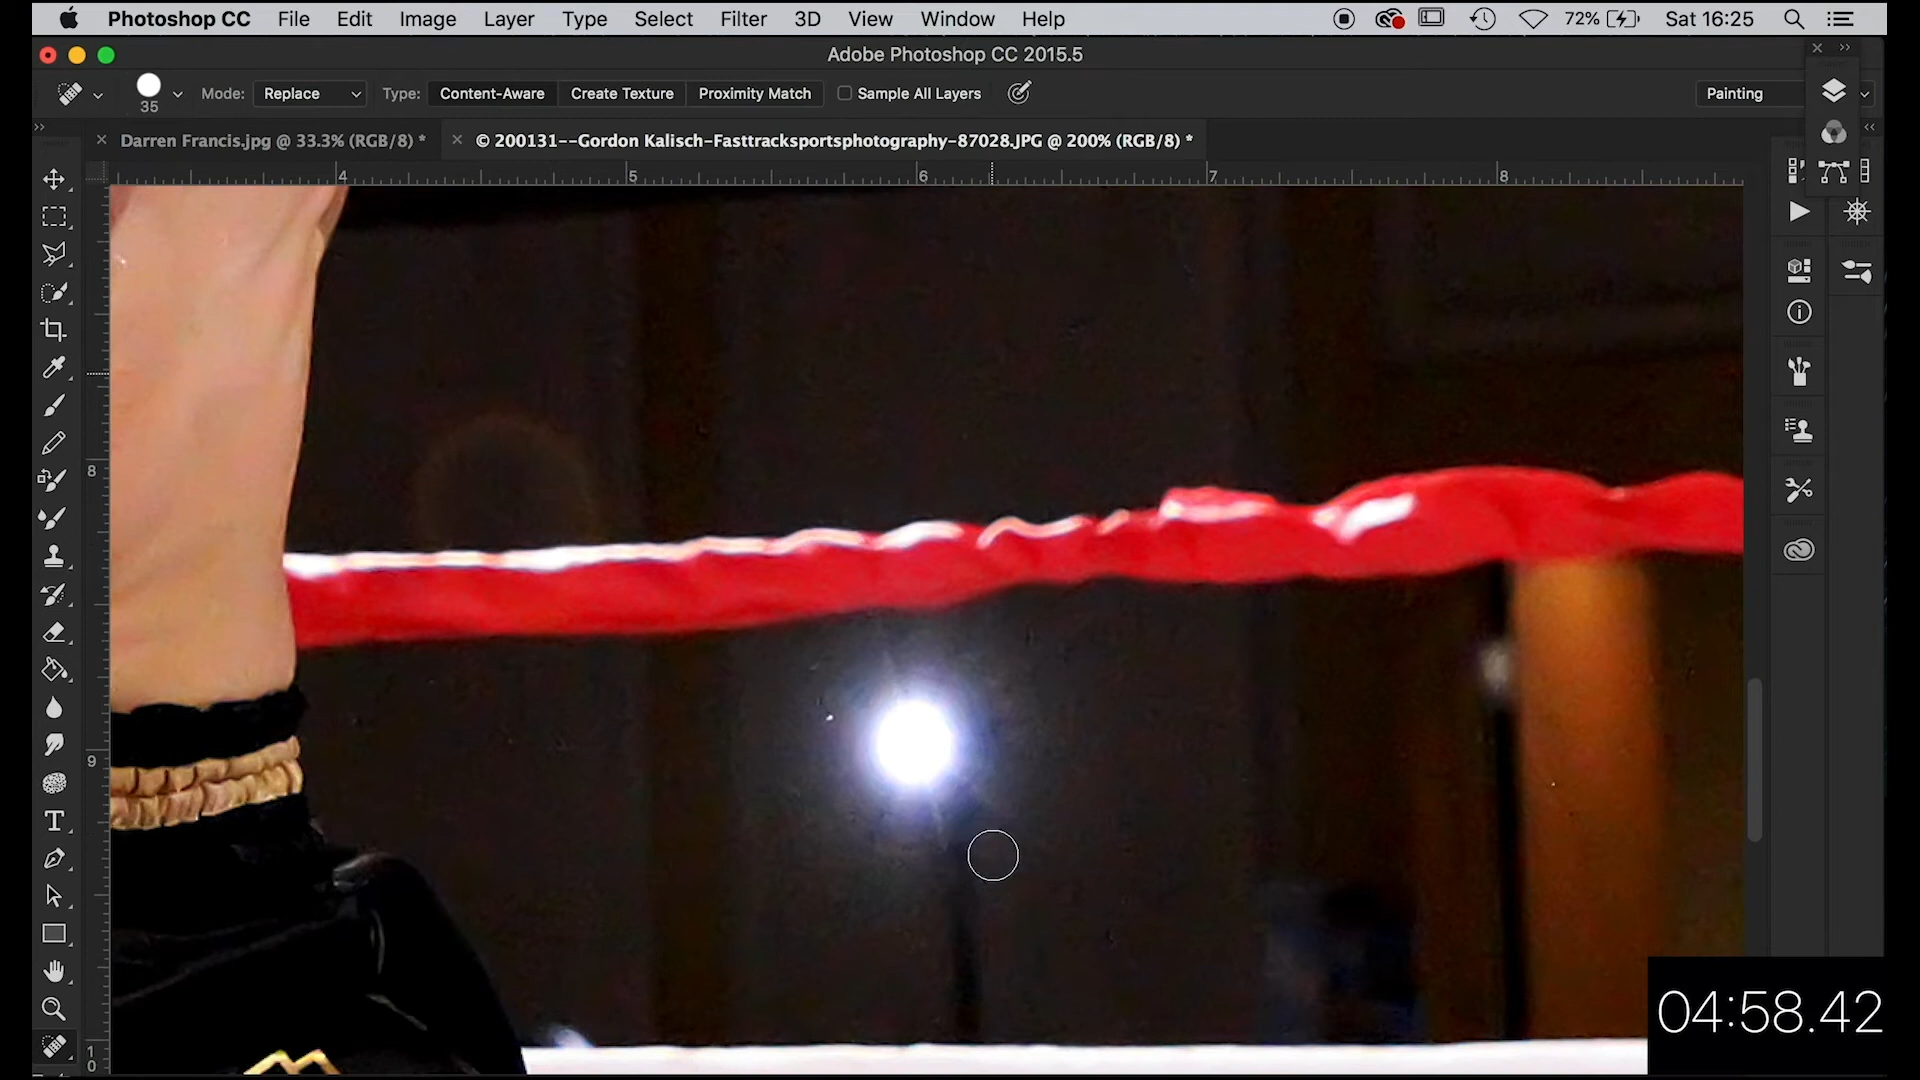 Photoshop CC File Edit Image Layer Type Select Filter 3D View Window Help 72% Sat 16:25
Adobe Photoshop CC 2015.5
35 Mode: Replace Type: Content-Aware Create Texture Proximity Match Sample All Layers Painting
Darren Francis.jpg @ 33.3% (RGB/8) * © 200131--Gordon Kalisch-Fasttracksportsphotography-87028.JPG @ 200% (RGB/8) *
4 5 6 7 8
8
9
10
04:58.42